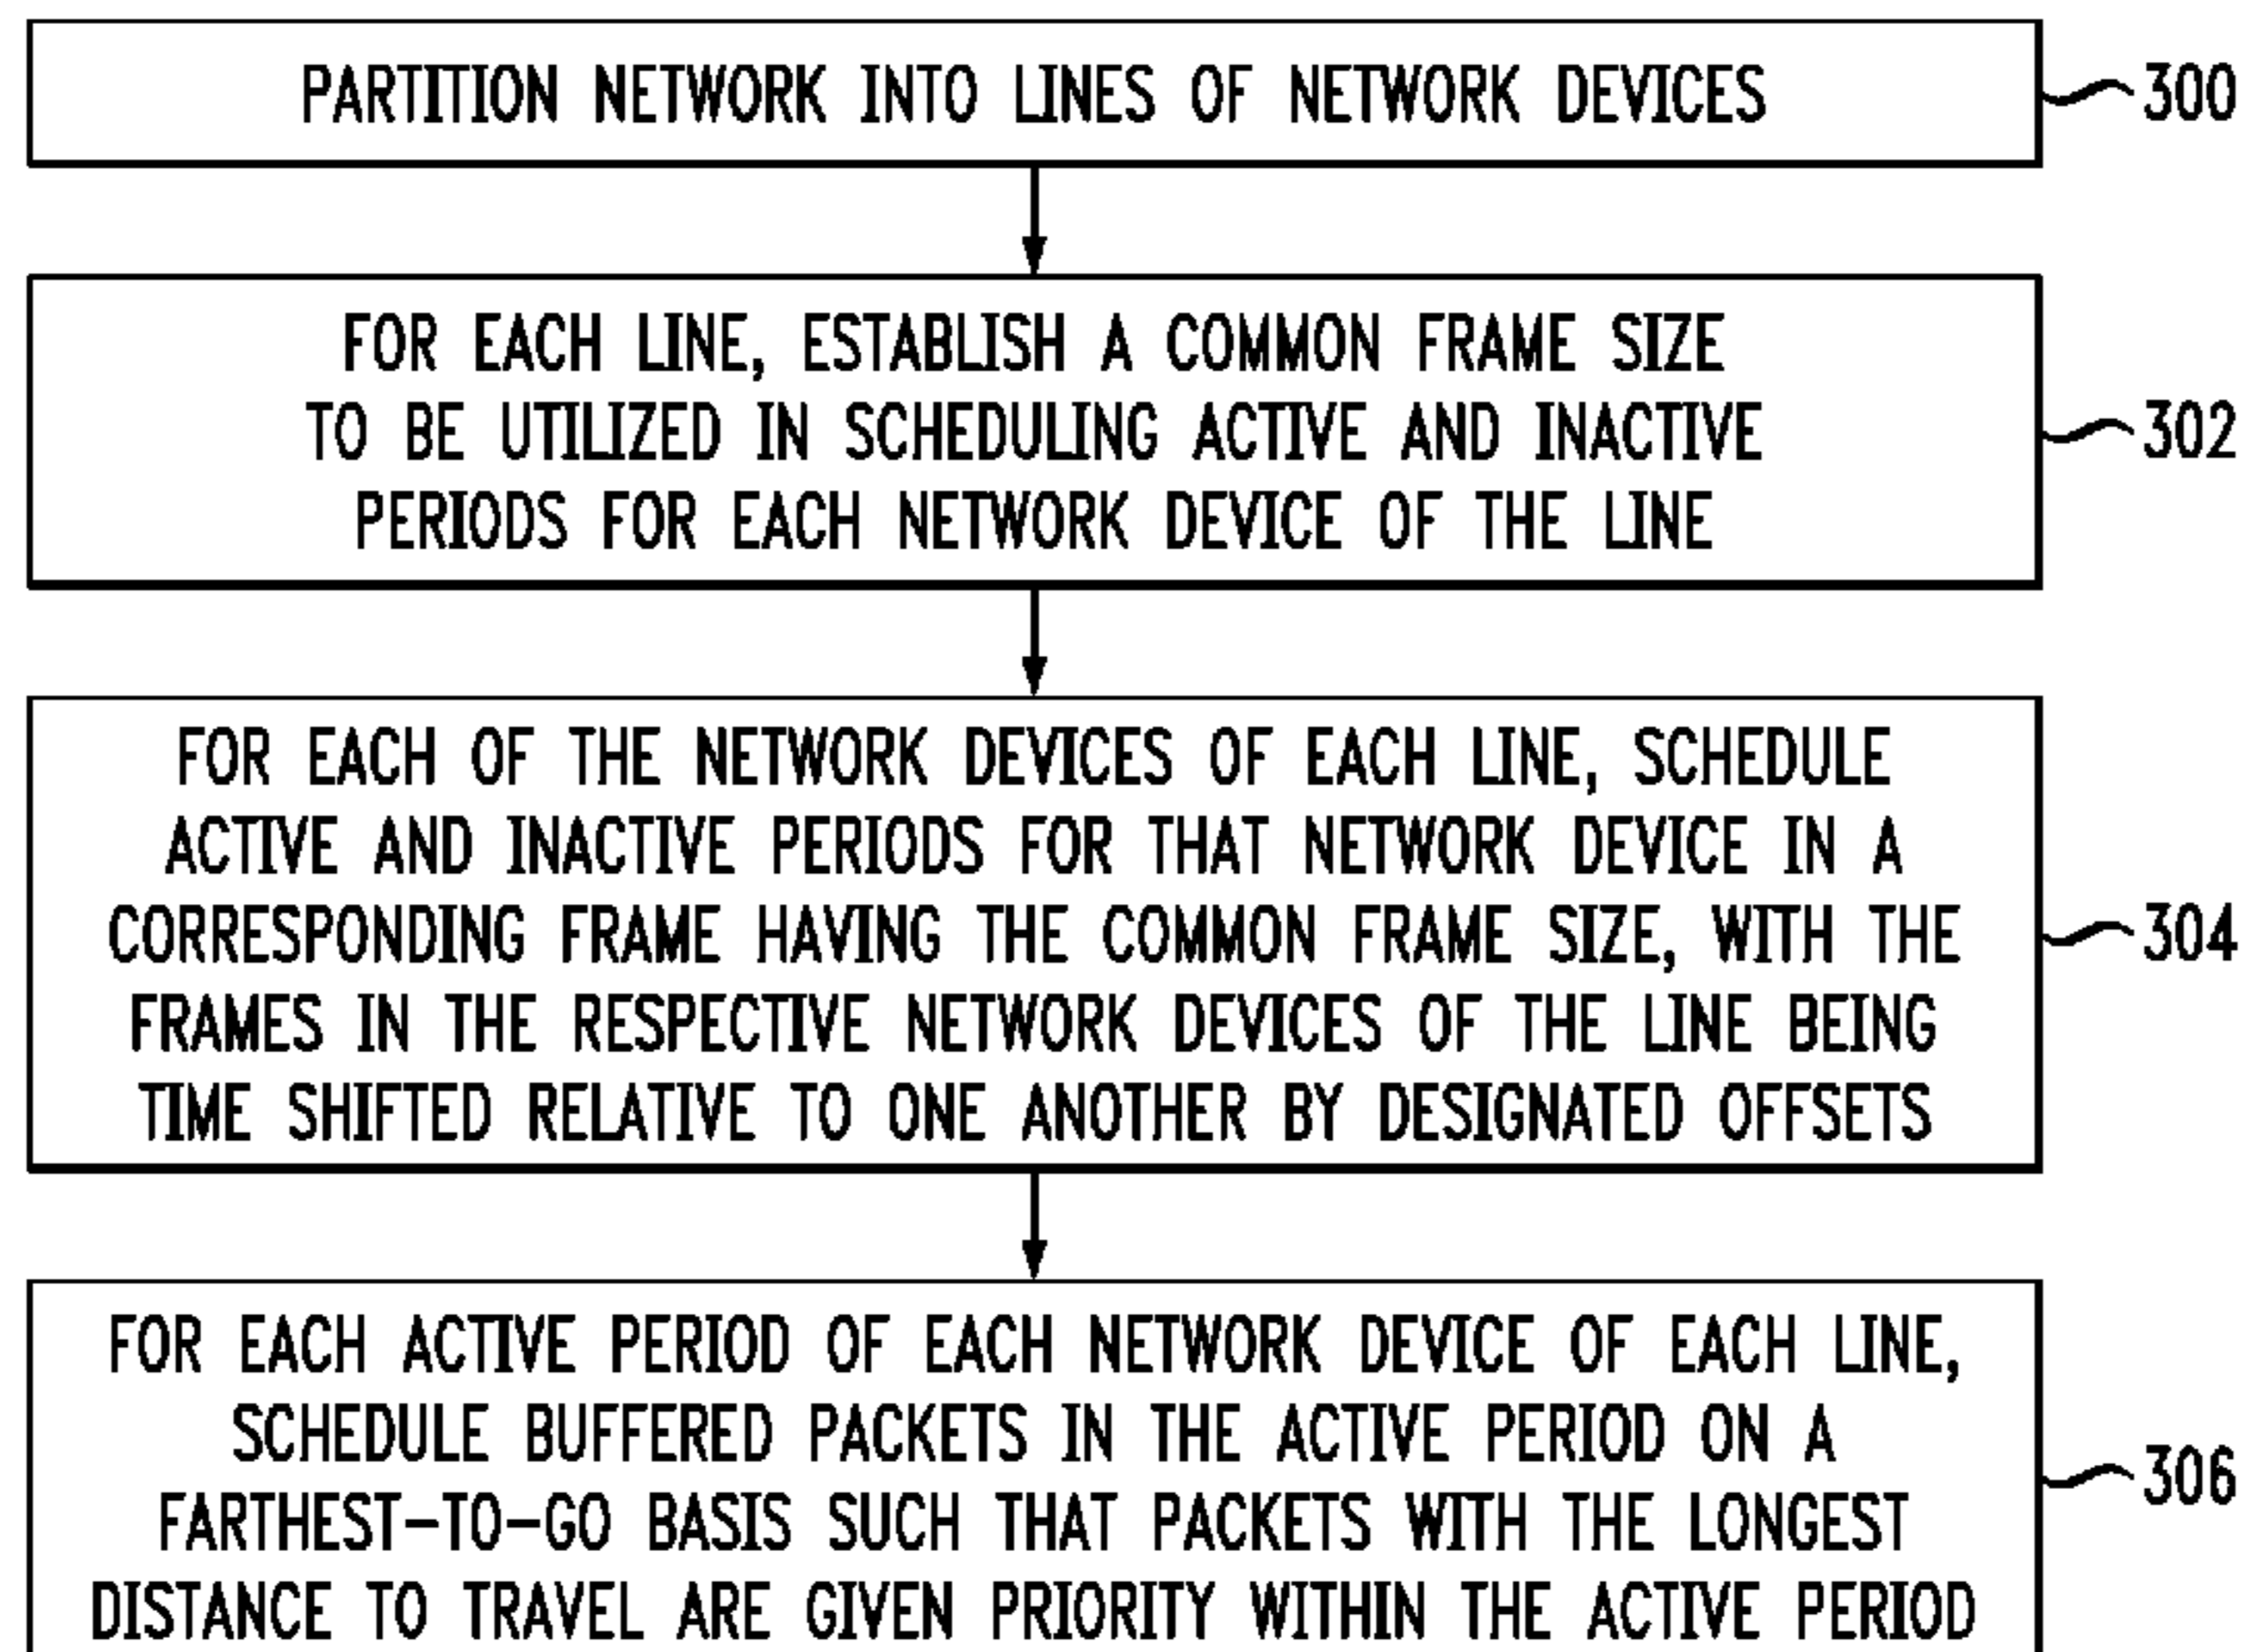 PARTITION NETWORK INTO LINES OF NETWORK DEVICES
300
FOR EACH LINE, ESTABLISH A COMMON FRAME SIZE
TO BE UTILIZED IN SCHEDULING ACTIVE AND INACTIVE
PERIODS FOR EACH NETWORK DEVICE OF THE LINE
302
FOR EACH OF THE NETWORK DEVICES OF EACH LINE, SCHEDULE
ACTIVE AND INACTIVE PERIODS FOR THAT NETWORK DEVICE IN A
CORRESPONDING FRAME HAVING THE COMMON FRAME SIZE, WITH THE
FRAMES IN THE RESPECTIVE NETWORK DEVICES OF THE LINE BEING
TIME SHIFTED RELATIVE TO ONE ANOTHER BY DESIGNATED OFFSETS
304
FOR EACH ACTIVE PERIOD OF EACH NETWORK DEVICE OF EACH LINE,
SCHEDULE BUFFERED PACKETS IN THE ACTIVE PERIOD ON A
FARTHEST-TO-GO BASIS SUCH THAT PACKETS WITH THE LONGEST
DISTANCE TO TRAVEL ARE GIVEN PRIORITY WITHIN THE ACTIVE PERIOD
306